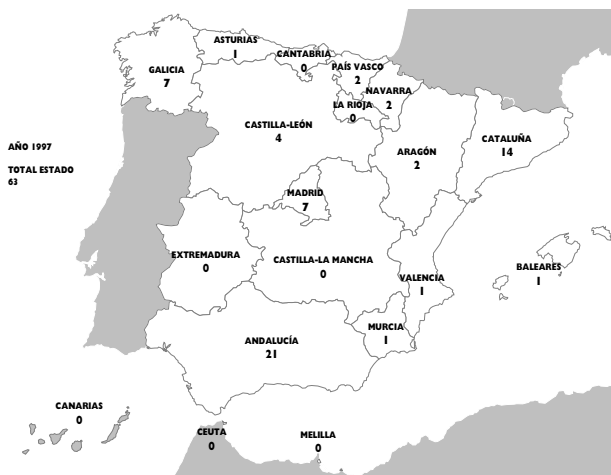 ASTURIAS
1
CANTABRIA
0
PAÍS VASCO
2
GALICIA
7
NAVARRA
2
LA RIOJA
0
CASTILLA-LEÓN
4
CATALUÑA
14
ARAGÓN
2
AÑO 1997
TOTAL ESTADO
63
MADRID
7
EXTREMADURA
0
CASTILLA-LA MANCHA
0
VALENCIA
1
BALEARES
1
MURCIA
1
ANDALUCÍA
21
CANARIAS
0
CEUTA
0
MELILLA
0